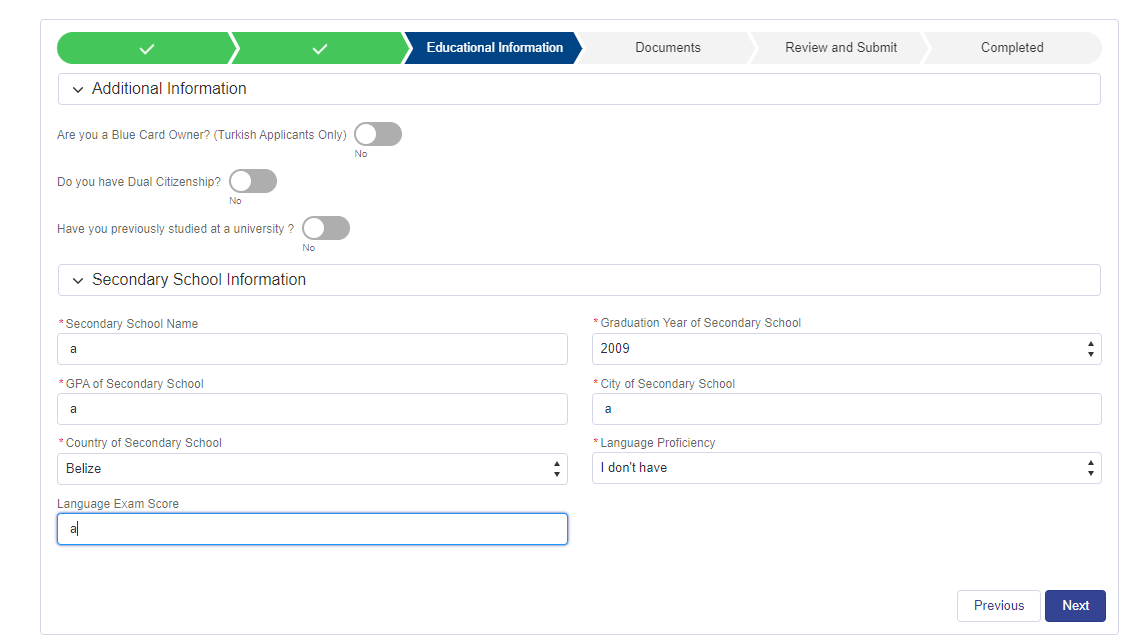 Educational Information
Documents
Review and Submit
Completed
Additional Information
Are you a Blue Card Owner? (Turkish Applicants Only)
No
Do you have Dual Citizenship?
No
Have you previously studied at a university ?
No
Secondary School Information
*Secondary School Name
a
*Graduation Year of Secondary School
2009
*GPA of Secondary School
a
*City of Secondary School
a
*Country of Secondary School
Belize
*Language Proficiency
I don't have
Language Exam Score
a
Previous
Next